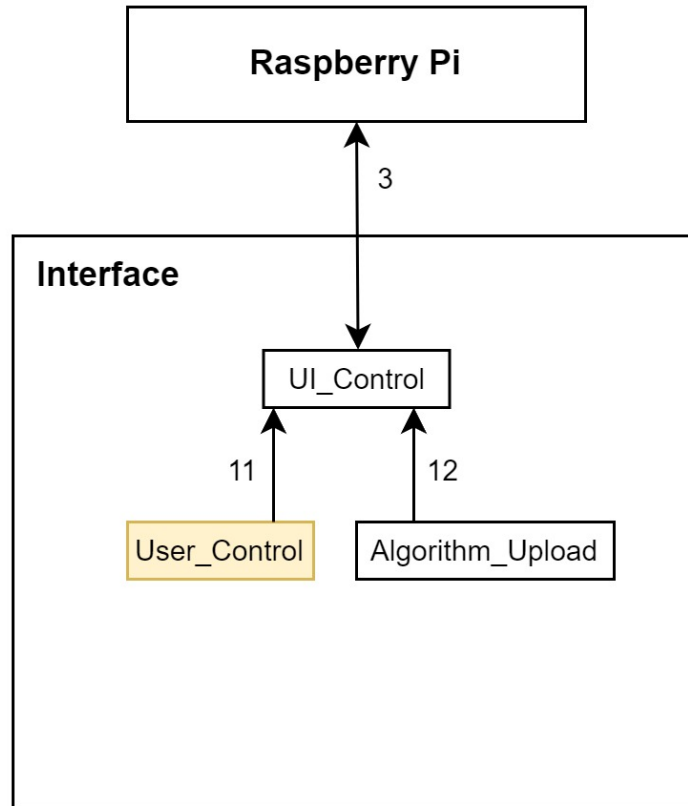 Raspberry Pi
3
Interface
UI_Control
11
12
User_Control
Algorithm_Upload